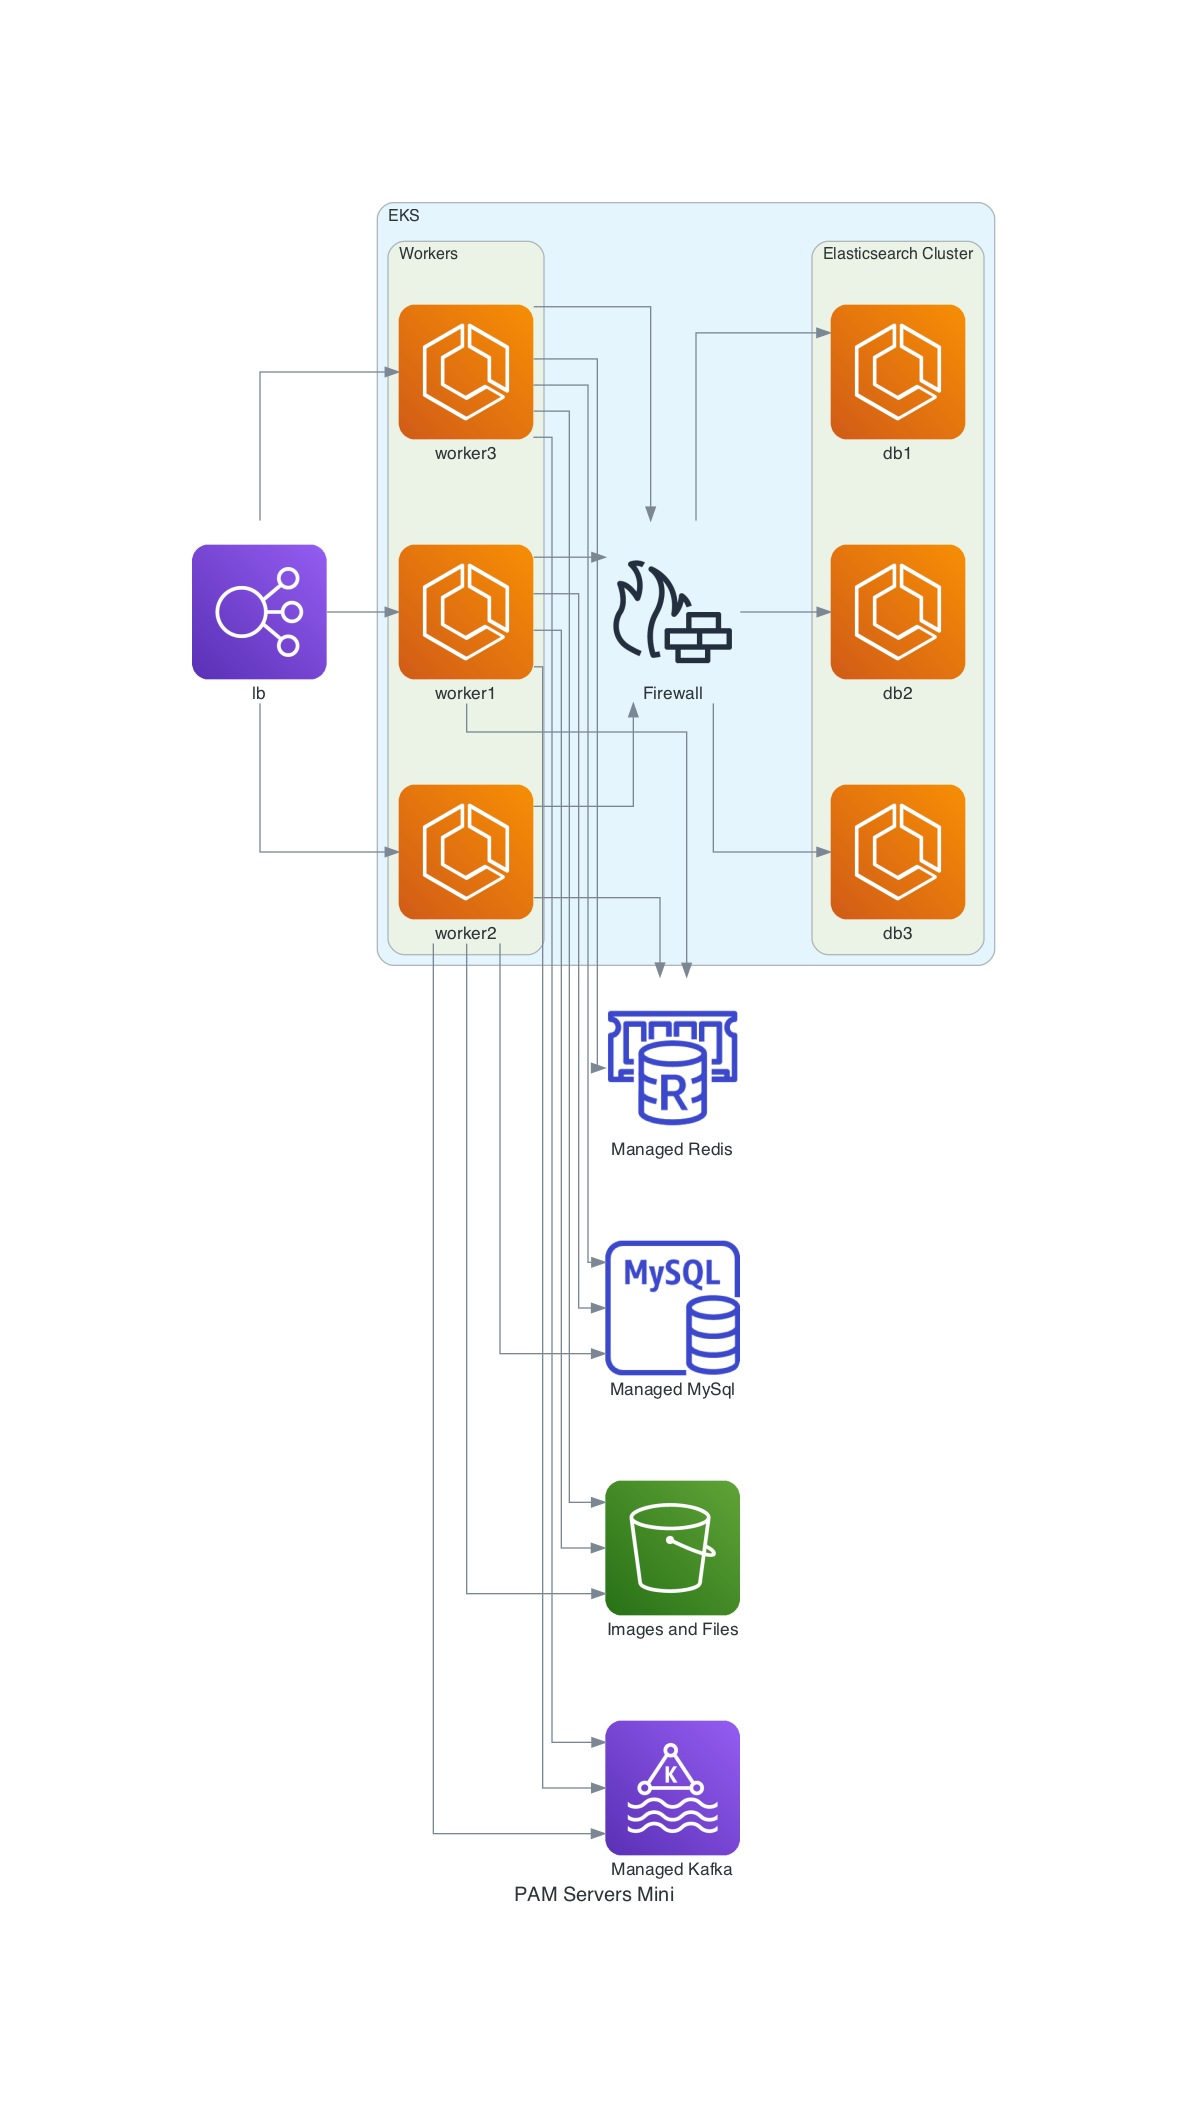 EKS
Workers
Elasticsearch Cluster
worker3
db1
lb
worker1
Firewall
db2
worker2
db3
R
Managed Redis
MySQL
Managed MySql
Images and Files
K
Managed Kafka
PAM Servers Mini